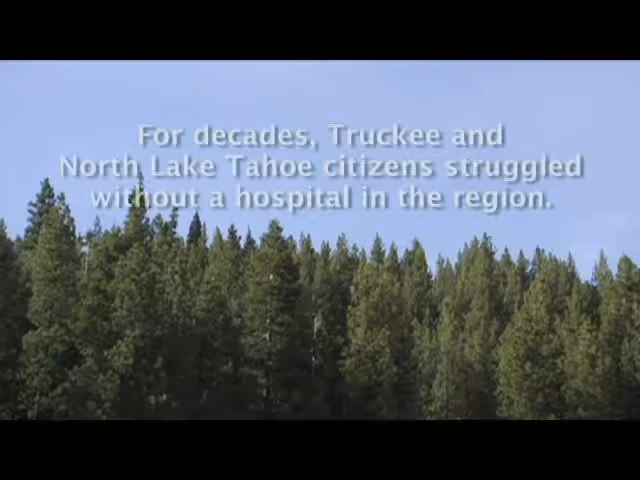 For decades, Truckee and
North Lake Tahoe citizens struggled
without a hospital in the region.